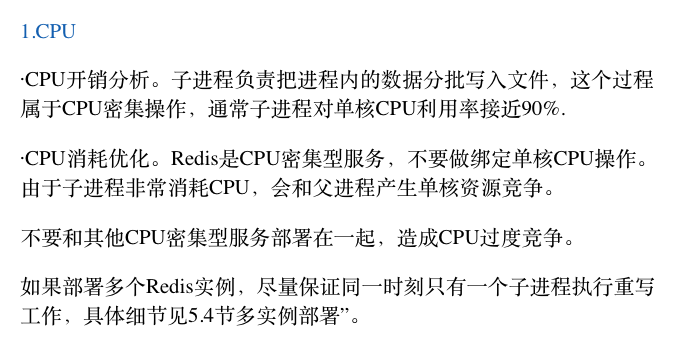 1.CPU
·CPU开销分析。子进程负责把进程内的数据分批写入文件，这个过程
属于CPU密集操作，通常子进程对单核CPU利用率接近90%.
·CPU消耗优化。Redis是CPU密集型服务，不要做绑定单核CPU操作。
由于子进程非常消耗CPU，会和父进程产生单核资源竞争。
不要和其他CPU密集型服务部署在一起，造成CPU过度竞争。
如果部署多个Redis实例，尽量保证同一时刻只有一个子进程执行重写
工作，具体细节见5.4节多实例部署”。